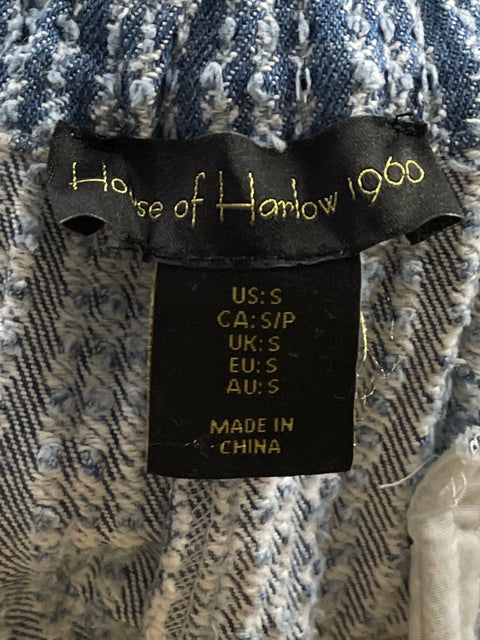 House of Harlow 1960
US: S
CA: S/P
UK: S
EU: S
AU: S
MADE IN
CHINA